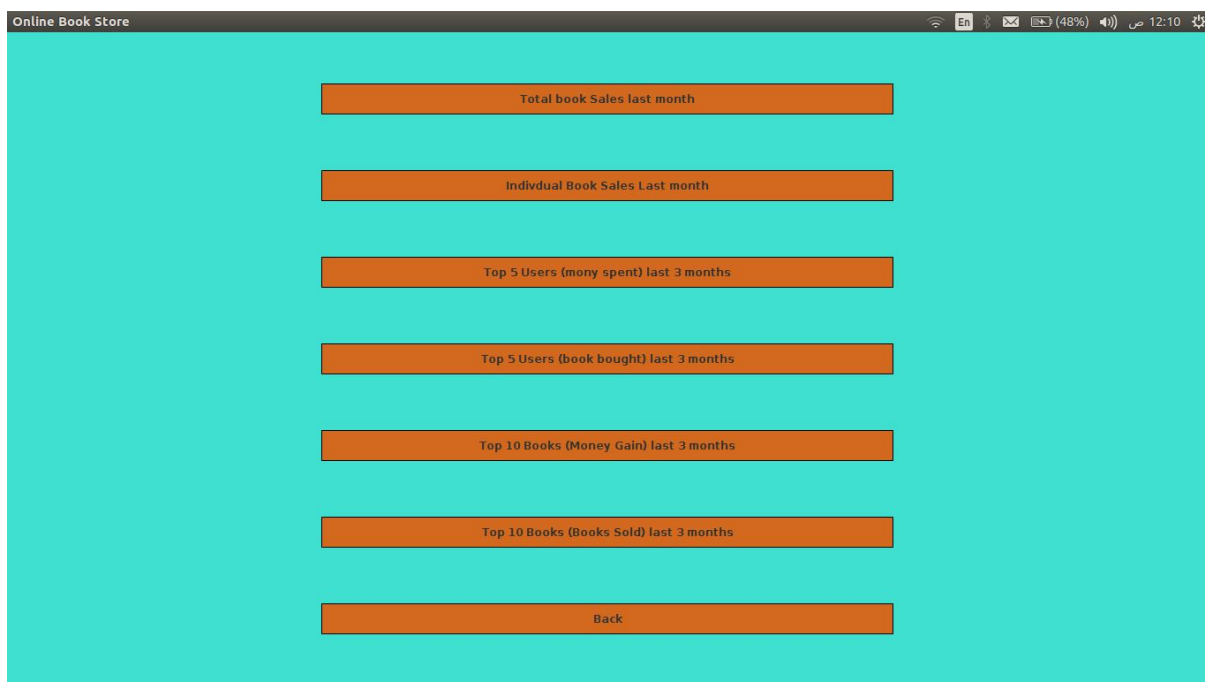 Online Book Store En (48%) 12:10 ص
Total book Sales last month
Indivdual Book Sales Last month
Top 5 Users (mony spent) last 3 months
Top 5 Users (book bought) last 3 months
Top 10 Books (Money Gain) last 3 months
Top 10 Books (Books Sold) last 3 months
Back